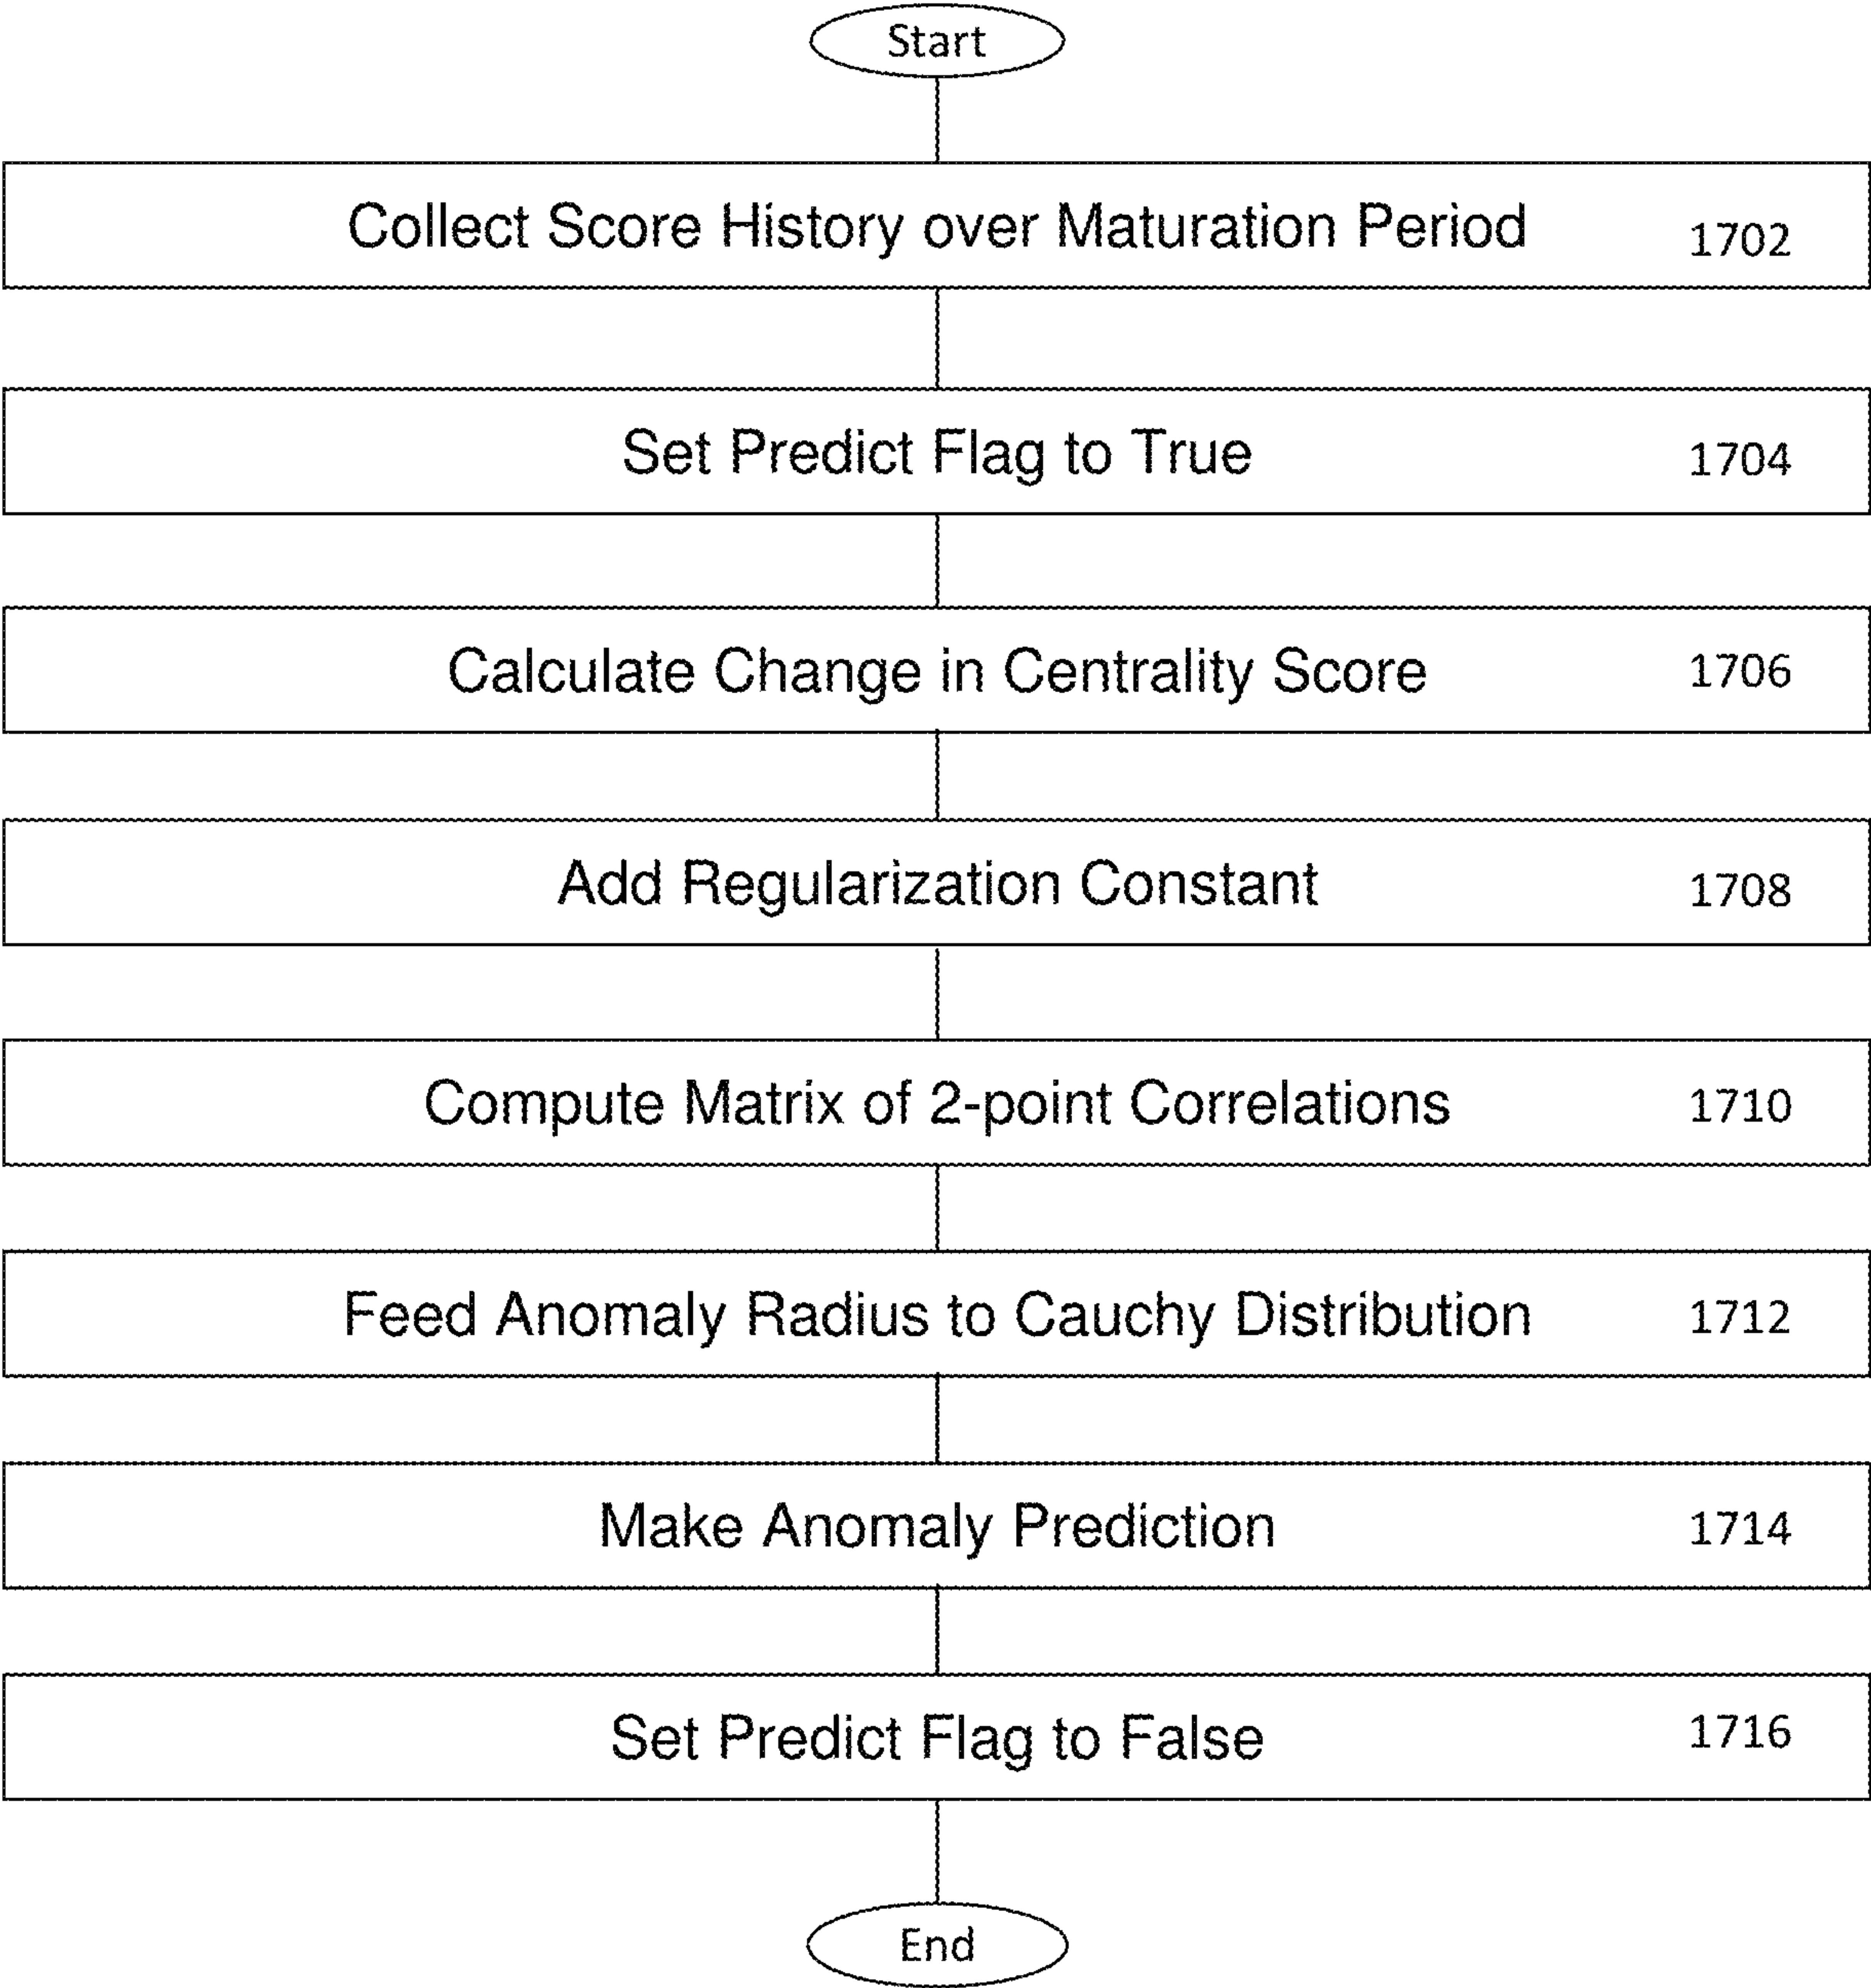 Start
Collect Score History over Maturation Period 1702
Set Predict Flag to True 1704
Calculate Change in Centrality Score 1706
Add Regularization Constant 1708
Compute Matrix of 2-point Correlations 1710
Feed Anomaly Radius to Cauchy Distribution 1712
Make Anomaly Prediction 1714
Set Predict Flag to False 1716
End